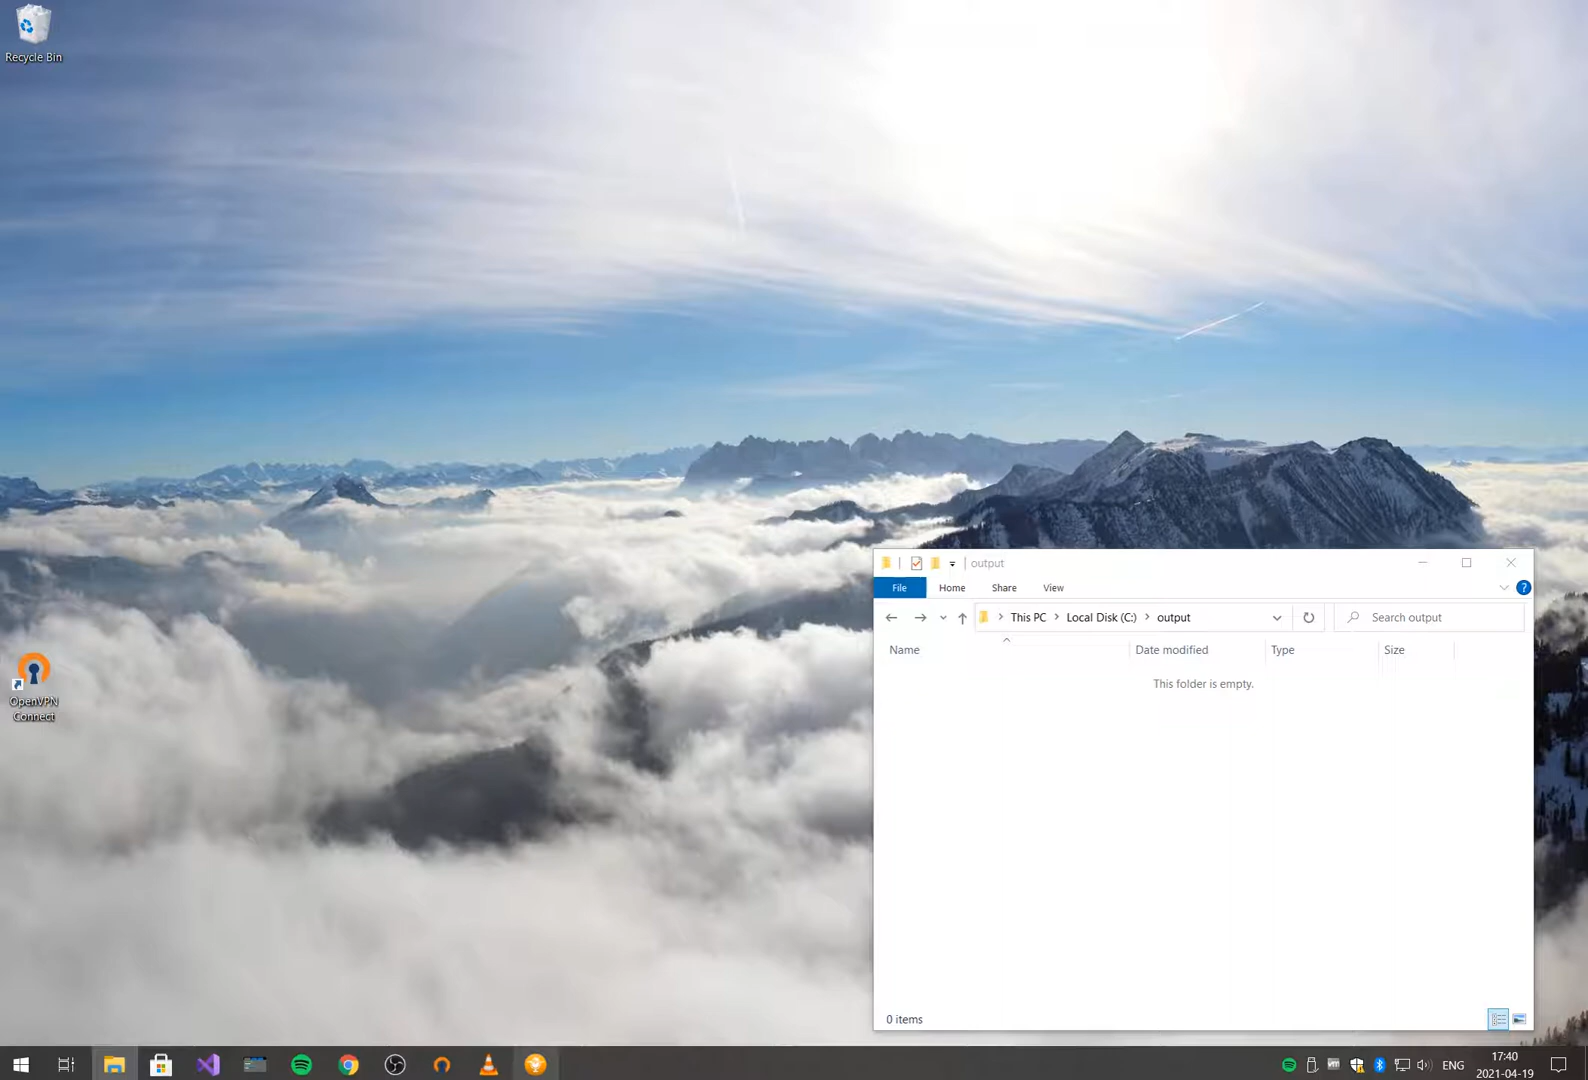 Recycle Bin
OpenVPN
Connect
output
File
Home
Share
View
This PC
Local Disk (C:)
output
Search output
Name
Date modified
Type
Size
This folder is empty.
0 items
ENG
17:40
2021-04-19